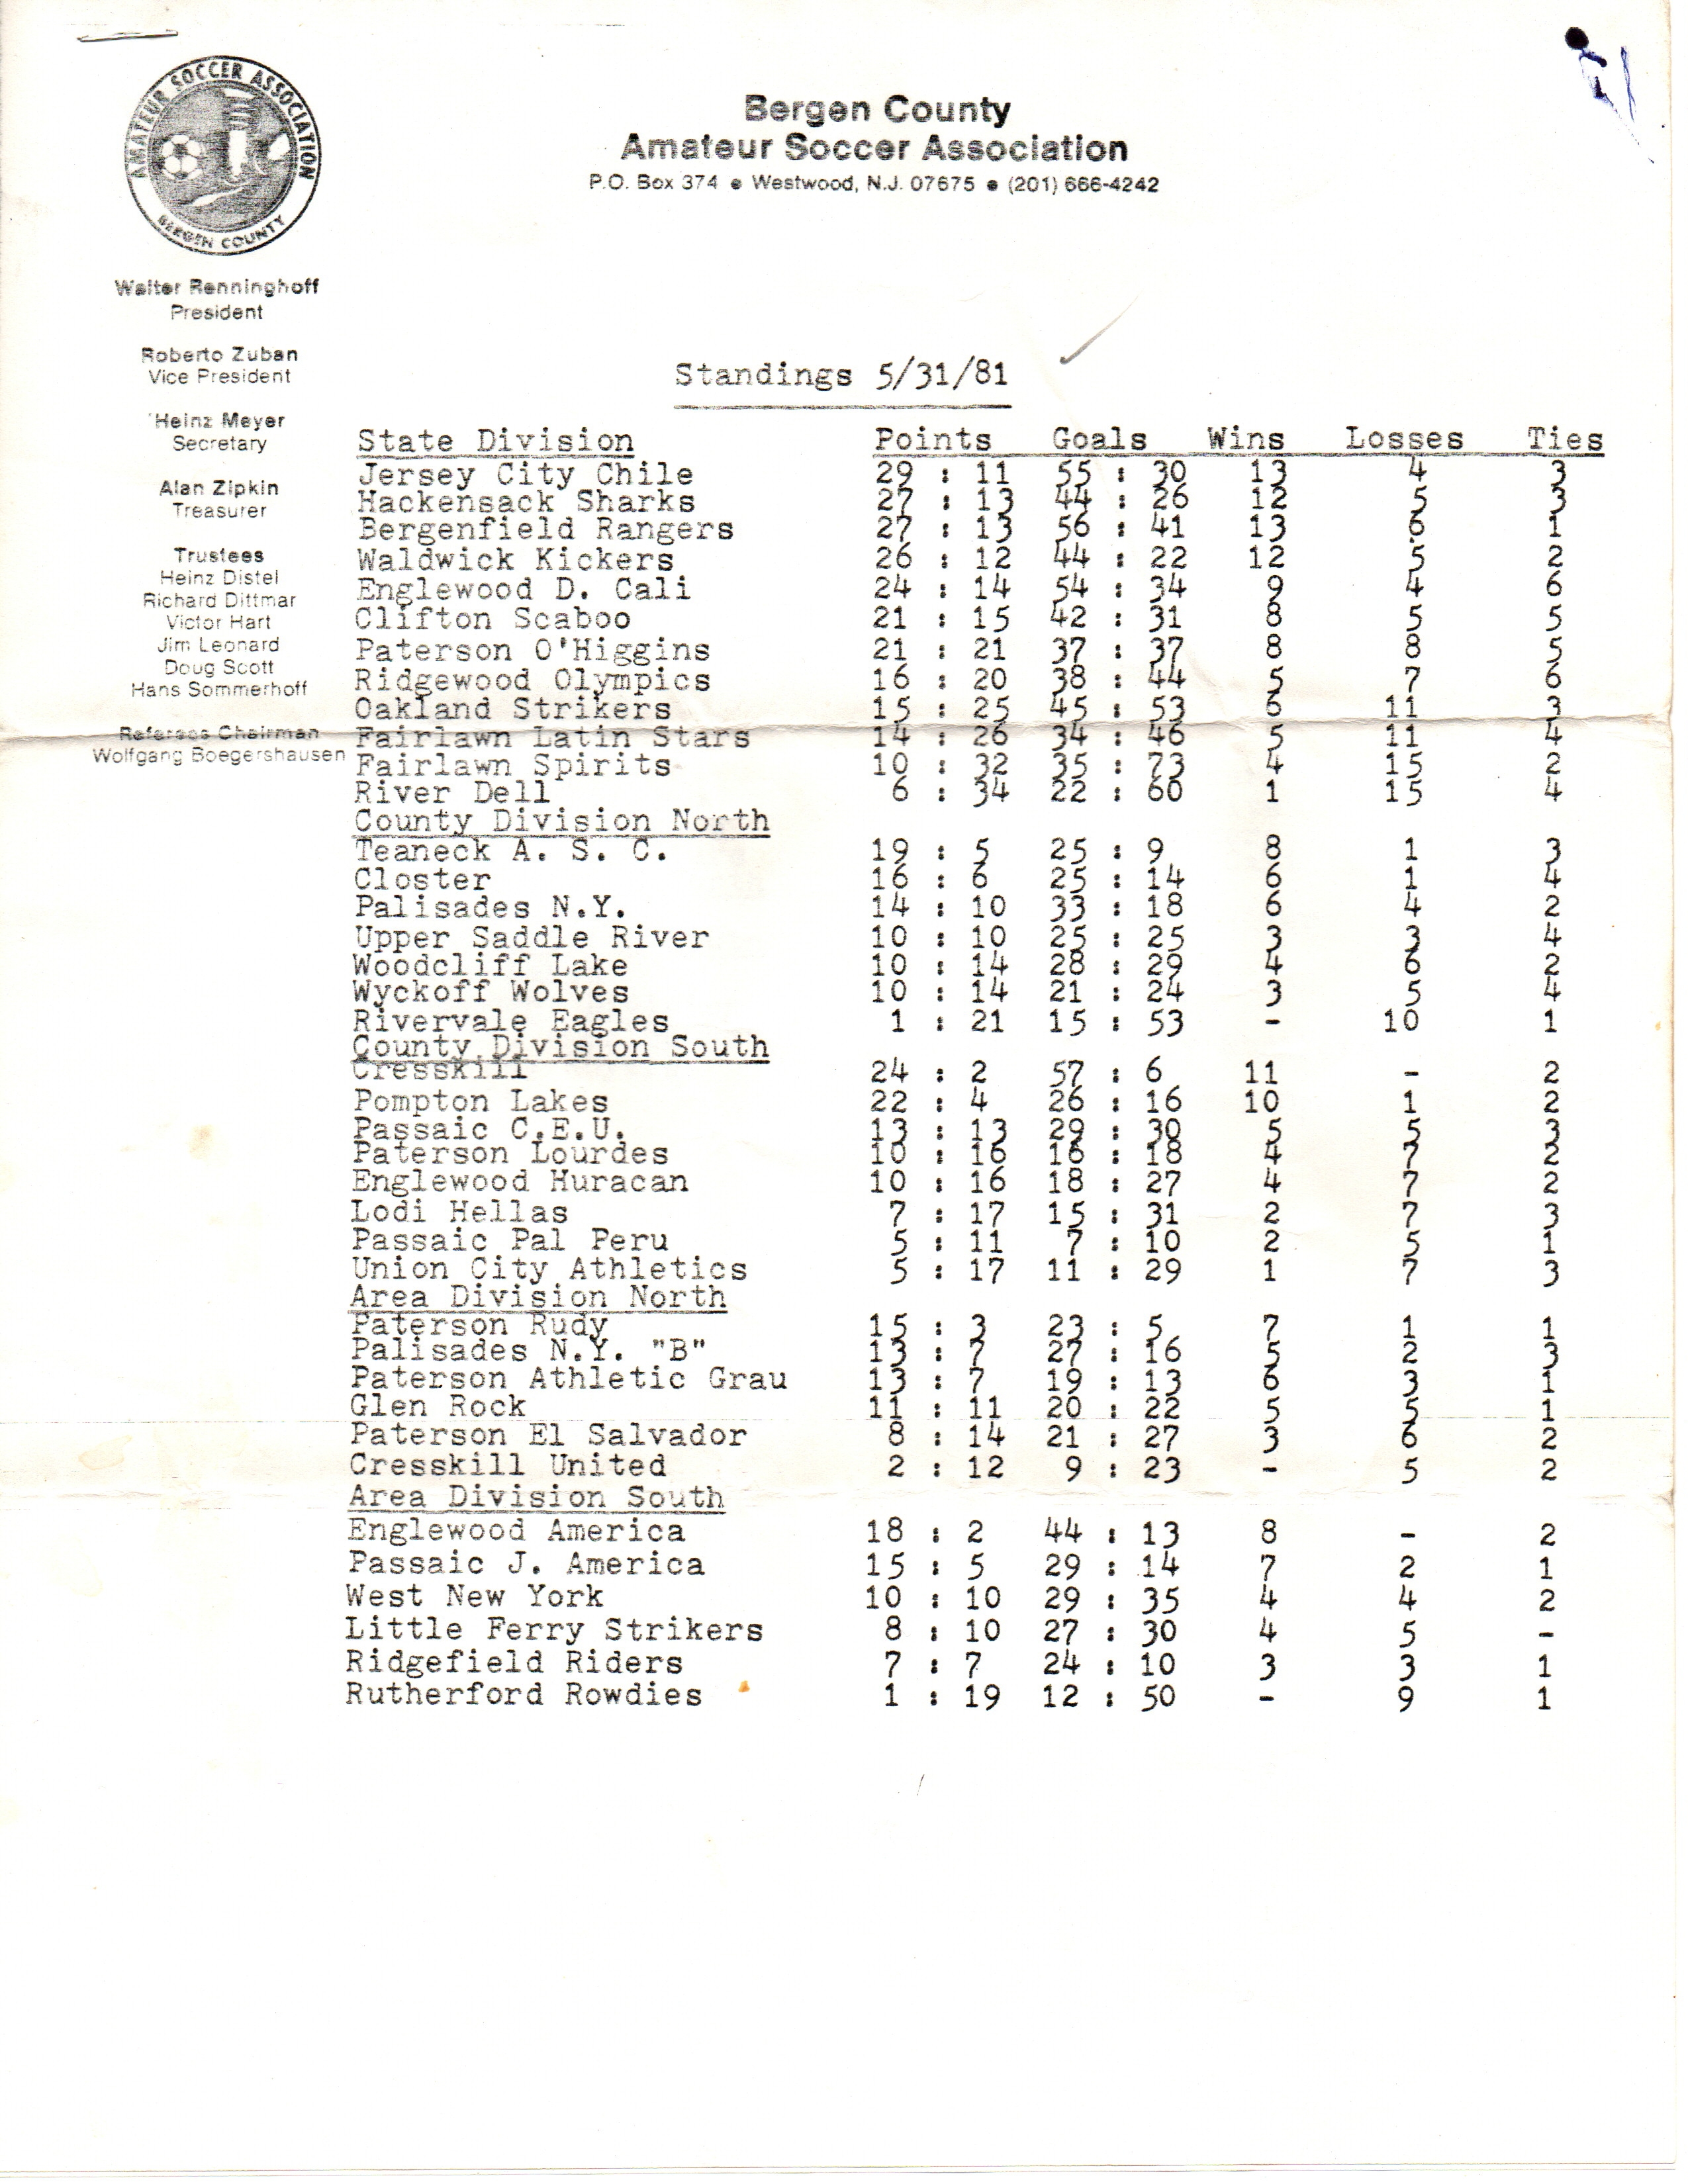 AMATEUR SOCCER ASSOCIATION
BERGEN COUNTY
Bergen County
Amateur Soccer Association
P.O. Box 374 • Westwood, N.J. 07675 • (201) 666-4242
Walter Renninghoff
President
Roberto Zuban
Vice President
Heinz Meyer
Secretary
Alan Zipkin
Treasurer
Trustees
Heinz Distel
Richard Dittmar
Victor Hart
Jim Leonard
Doug Scott
Hans Sommerhoff
Referees Chairman
Wolfgang Boegershausen
Standings 5/31/81
State Division Points Goals Wins Losses Ties
Jersey City Chile 29 : 11 55 : 30 13 4 3
Hackensack Sharks 27 : 13 44 : 26 12 5 3
Bergenfield Rangers 27 : 13 56 : 41 13 6 1
Waldwick Kickers 26 : 12 44 : 22 12 5 2
Englewood D. Cali 24 : 14 54 : 34 9 4 6
Clifton Scaboo 21 : 15 42 : 31 8 5 5
Paterson O'Higgins 21 : 21 37 : 37 8 8 5
Ridgewood Olympics 16 : 20 38 : 44 5 7 6
Oakland Strikers 15 : 25 45 : 53 6 11 3
Fairlawn Latin Stars 14 : 26 34 : 46 5 11 4
Fairlawn Spirits 10 : 32 35 : 73 4 15 2
River Dell 6 : 34 22 : 60 1 15 4
County Division North
Teaneck A. S. C. 19 : 5 25 : 9 8 1 3
Closter 16 : 6 25 : 14 6 1 4
Palisades N.Y. 14 : 10 33 : 18 6 4 2
Upper Saddle River 10 : 10 25 : 25 3 3 4
Woodcliff Lake 10 : 14 28 : 29 4 6 2
Wyckoff Wolves 10 : 14 21 : 24 3 5 4
Rivervale Eagles 1 : 21 15 : 53 - 10 1
County Division South
Cresskill 24 : 2 57 : 6 11 - 2
Pompton Lakes 22 : 4 26 : 16 10 1 2
Passaic C.E.U. 13 : 13 29 : 30 5 5 3
Paterson Lourdes 10 : 16 16 : 18 4 7 2
Englewood Huracan 10 : 16 18 : 27 4 7 2
Lodi Hellas 7 : 17 15 : 31 2 7 3
Passaic Pal Peru 5 : 11 7 : 10 2 5 1
Union City Athletics 5 : 17 11 : 29 1 7 3
Area Division North
Paterson Rudy 15 : 3 23 : 5 7 1 1
Palisades N.Y. "B" 13 : 7 27 : 16 5 2 3
Paterson Athletic Grau 13 : 7 19 : 13 6 3 1
Glen Rock 11 : 11 20 : 22 5 5 1
Paterson El Salvador 8 : 14 21 : 27 3 6 2
Cresskill United 2 : 12 9 : 23 - 5 2
Area Division South
Englewood America 18 : 2 44 : 13 8 - 2
Passaic J. America 15 : 5 29 : 14 7 2 1
West New York 10 : 10 29 : 35 4 4 2
Little Ferry Strikers 8 : 10 27 : 30 4 5 -
Ridgefield Riders 7 : 7 24 : 10 3 3 1
Rutherford Rowdies 1 : 19 12 : 50 - 9 1